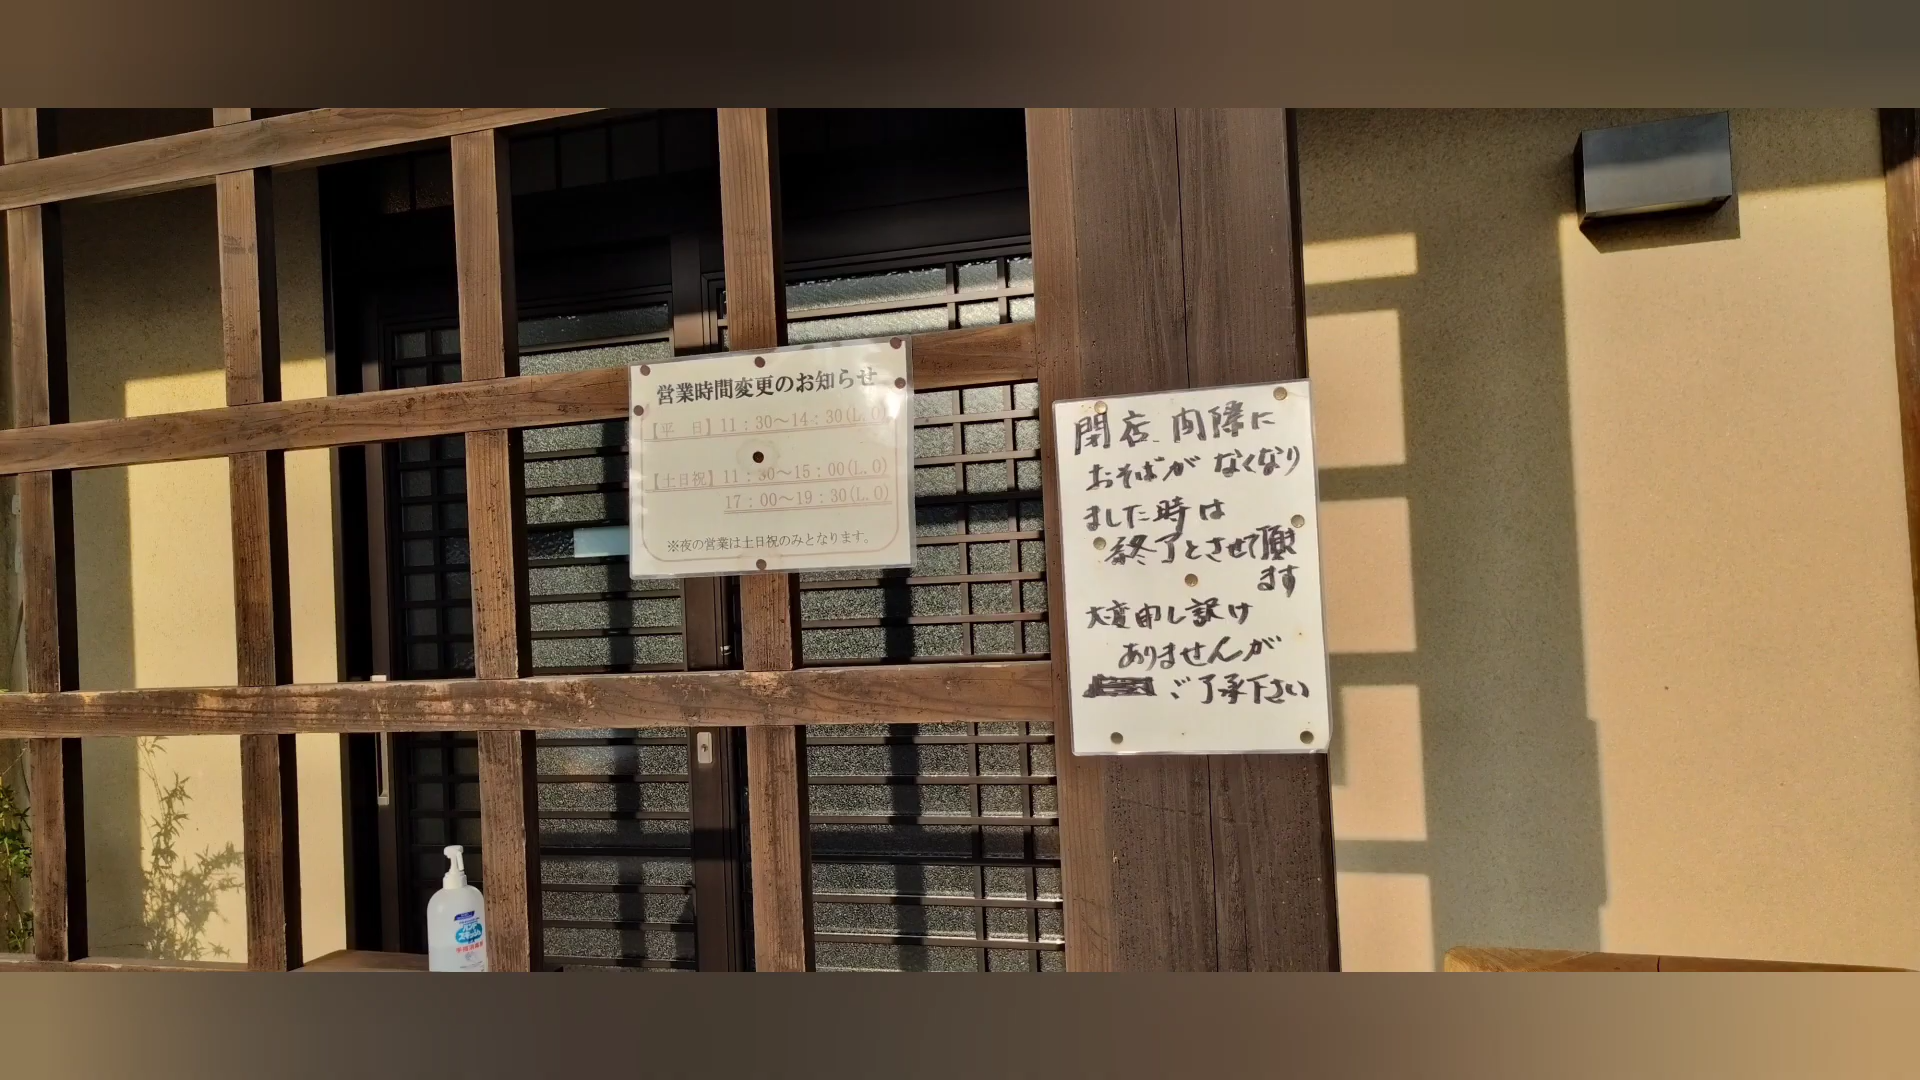 営業時間変更のお知らせ
【平　日】11：30～14：30(L.O)
【土日祝】11：30～15：00(L.O)
17：00～19：30(L.O)
※夜の営業は土日祝のみとなります。
閉店、間際に
おそばがなくなり
ました時は
終了とさせて頂き
ます
大変申し訳け
ありませんが
ご了承下さい